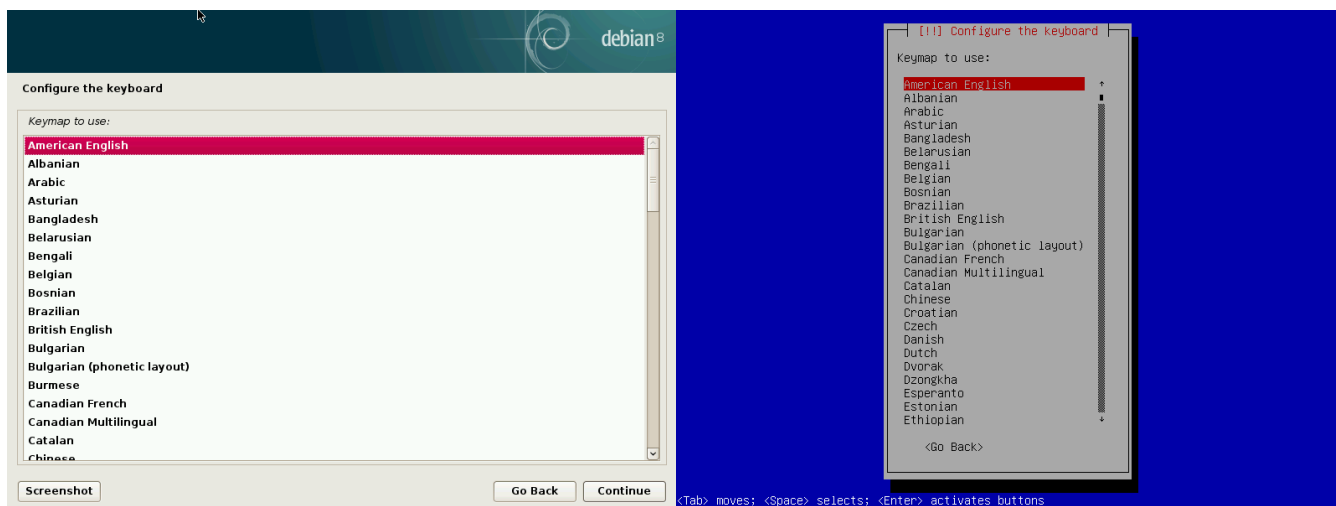 debian 8
Configure the keyboard
Keymap to use:
American English
Albanian
Arabic
Asturian
Bangladesh
Belarusian
Bengali
Belgian
Bosnian
Brazilian
British English
Bulgarian
Bulgarian (phonetic layout)
Burmese
Canadian French
Canadian Multilingual
Catalan
Chinese
Screenshot
Go Back
Continue
[!!] Configure the keyboard
Keymap to use:
American English
Albanian
Arabic
Asturian
Bangladesh
Belarusian
Bengali
Belgian
Bosnian
Brazilian
British English
Bulgarian
Bulgarian (phonetic layout)
Canadian French
Canadian Multilingual
Catalan
Chinese
Croatian
Czech
Danish
Dutch
Dvorak
Dzongkha
Esperanto
Estonian
Ethiopian
<Go Back>
<Tab> moves; <Space> selects; <Enter> activates buttons